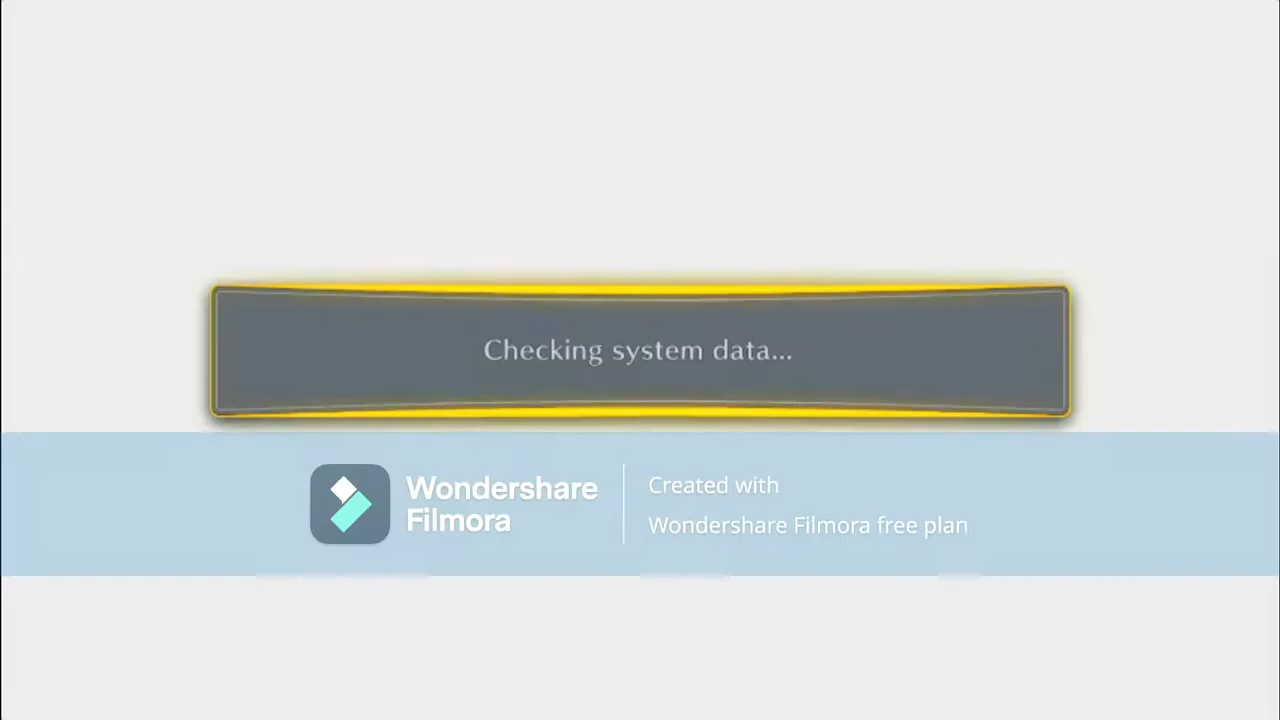 Checking system data...
Wondershare
Filmora
Created with
Wondershare Filmora free plan